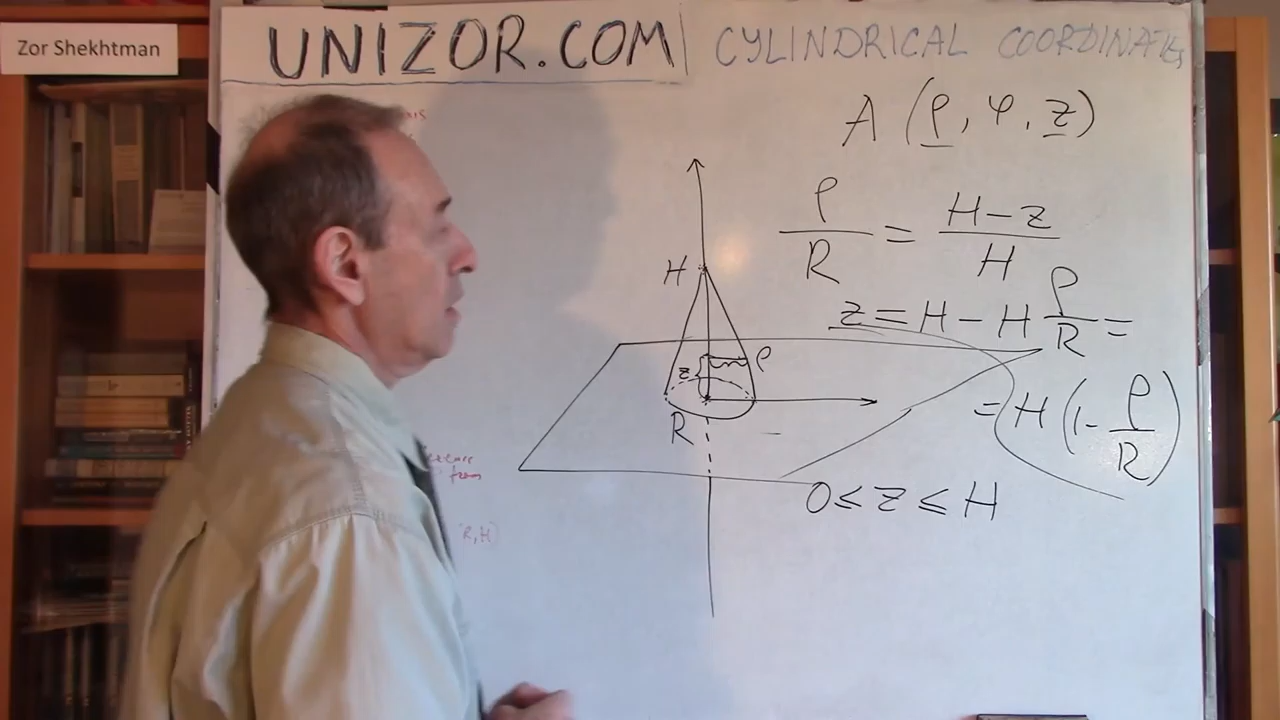 Zor Shekhtman
UNIZOR.COM
CYLINDRICAL COORDINATES
A (ρ, φ, z)
ρ/R = (H-z)/H
z = H - H ρ/R =
= H (1 - ρ/R)
0 ≤ z ≤ H
H
z
ρ
R
R, H)